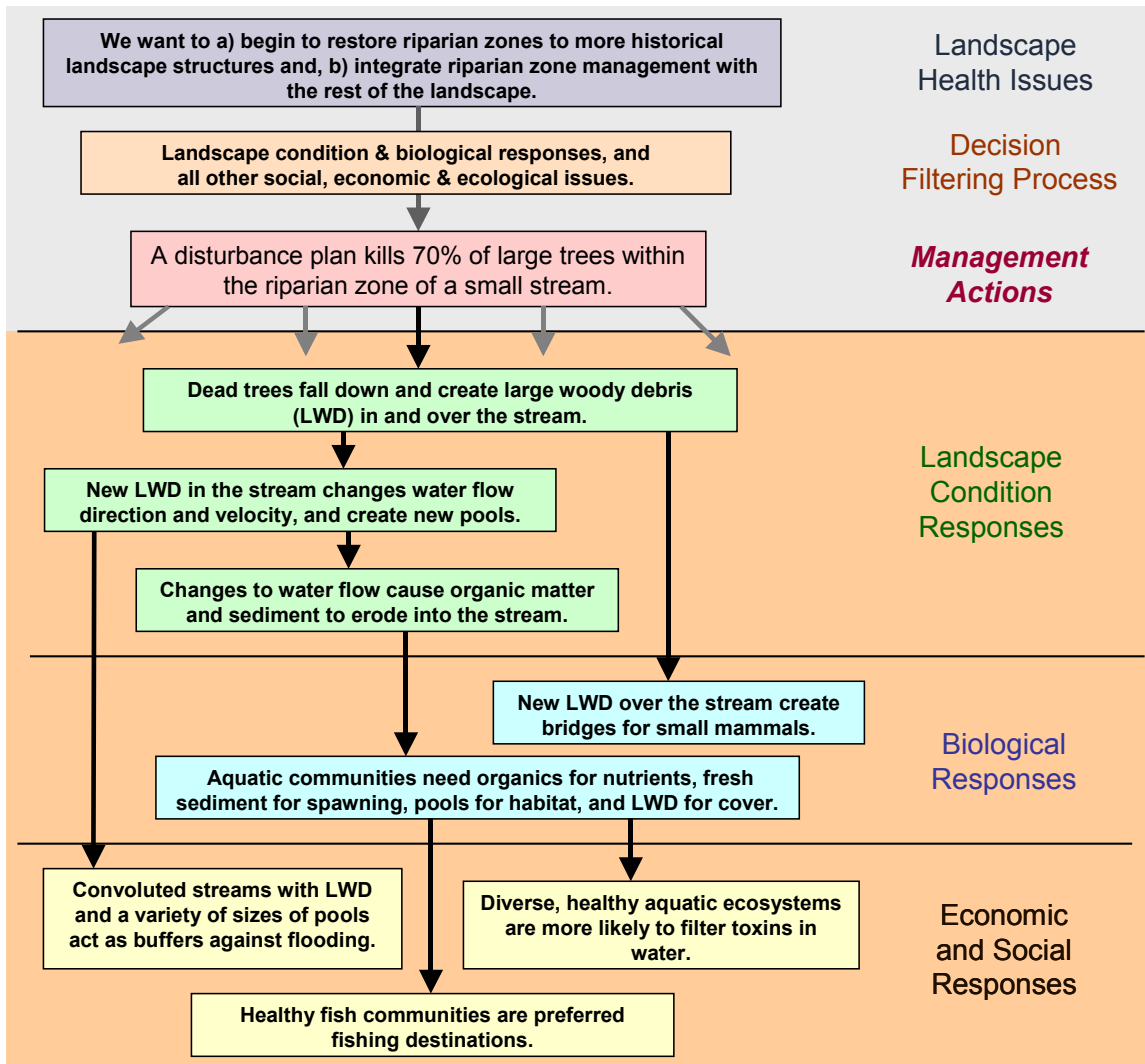 We want to a) begin to restore riparian zones to more historical
landscape structures and, b) integrate riparian zone management with
the rest of the landscape.
Landscape
Health Issues
Landscape condition & biological responses, and
all other social, economic & ecological issues.
Decision
Filtering Process
A disturbance plan kills 70% of large trees within
the riparian zone of a small stream.
Management
Actions
Dead trees fall down and create large woody debris
(LWD) in and over the stream.
New LWD in the stream changes water flow
direction and velocity, and create new pools.
Changes to water flow cause organic matter
and sediment to erode into the stream.
Landscape
Condition
Responses
New LWD over the stream create
bridges for small mammals.
Aquatic communities need organics for nutrients, fresh
sediment for spawning, pools for habitat, and LWD for cover.
Biological
Responses
Convoluted streams with LWD
and a variety of sizes of pools
act as buffers against flooding.
Diverse, healthy aquatic ecosystems
are more likely to filter toxins in
water.
Healthy fish communities are preferred
fishing destinations.
Economic
and Social
Responses